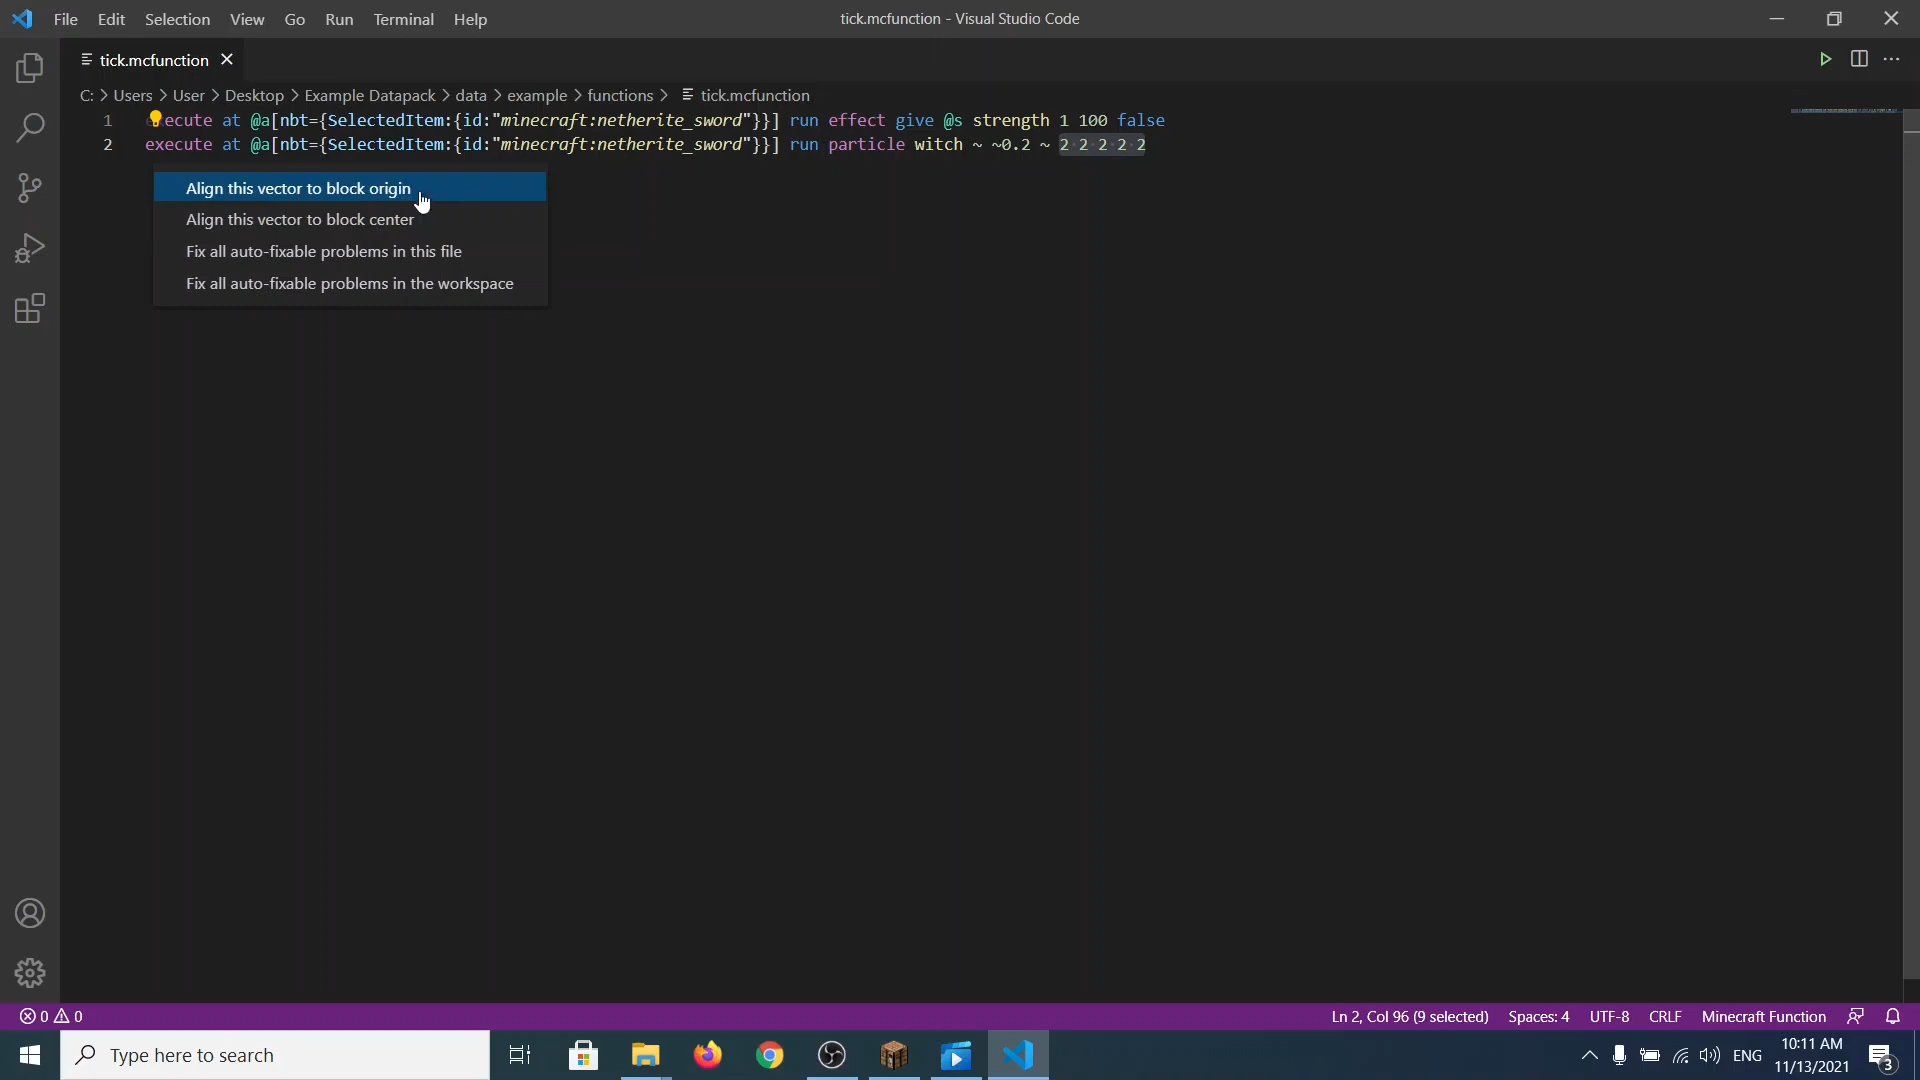 File Edit Selection View Go Run Terminal Help
tick.mcfunction - Visual Studio Code
tick.mcfunction
C: > Users > User > Desktop > Example Datapack > data > example > functions > tick.mcfunction
1 ecute at @a[nbt={SelectedItem:{id:"minecraft:netherite_sword"}}] run effect give @s strength 1 100 false
2 execute at @a[nbt={SelectedItem:{id:"minecraft:netherite_sword"}}] run particle witch ~ ~0.2 ~ 2 2 2 2 2
Align this vector to block origin
Align this vector to block center
Fix all auto-fixable problems in this file
Fix all auto-fixable problems in the workspace
0 0
Ln 2, Col 96 (9 selected) Spaces: 4 UTF-8 CRLF Minecraft Function
Type here to search
ENG
10:11 AM
11/13/2021
3